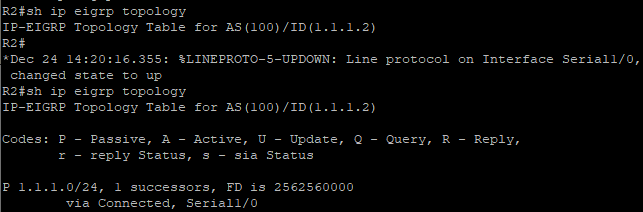 R2#sh ip eigrp topology
IP-EIGRP Topology Table for AS(100)/ID(1.1.1.2)
R2#
*Dec 24 14:20:16.355: %LINEPROTO-5-UPDOWN: Line protocol on Interface Serial1/0,
 changed state to up
R2#sh ip eigrp topology
IP-EIGRP Topology Table for AS(100)/ID(1.1.1.2)

Codes: P - Passive, A - Active, U - Update, Q - Query, R - Reply,
       r - reply Status, s - sia Status

P 1.1.1.0/24, 1 successors, FD is 2562560000
        via Connected, Serial1/0